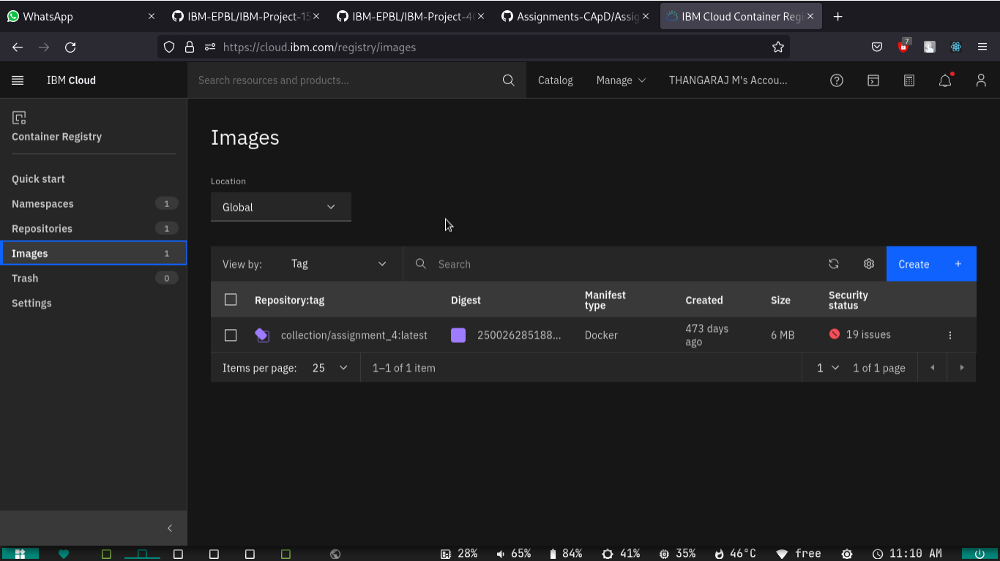 WhatsApp
IBM-EPBL/IBM-Project-15
IBM-EPBL/IBM-Project-40
Assignments-CApD/Assig
IBM Cloud Container Regi
https://cloud.ibm.com/registry/images
7
IBM Cloud
Search resources and products...
Catalog
Manage
THANGARAJ M's Accou...
Container Registry
Quick start
Namespaces 1
Repositories 1
Images 1
Trash 0
Settings
Images
Location
Global
View by: Tag
Search
Create +
Repository:tag
Digest
Manifest
type
Created
Size
Security
status
collection/assignment_4:latest
250026285188...
Docker
473 days
ago
6 MB
19 issues
Items per page: 25
1–1 of 1 item
1
1 of 1 page
28%
65%
84%
41%
35%
46°C
free
11:10 AM